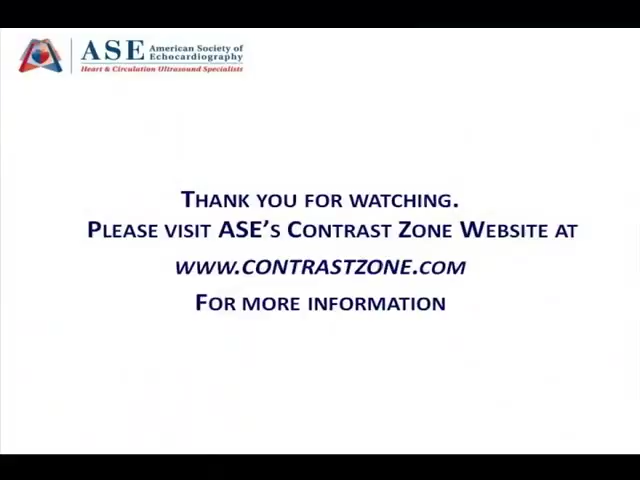 ASE American Society of
Echocardiography
Heart & Circulation Ultrasound Specialists
THANK YOU FOR WATCHING.
PLEASE VISIT ASE'S CONTRAST ZONE WEBSITE AT
WWW.CONTRASTZONE.COM
FOR MORE INFORMATION